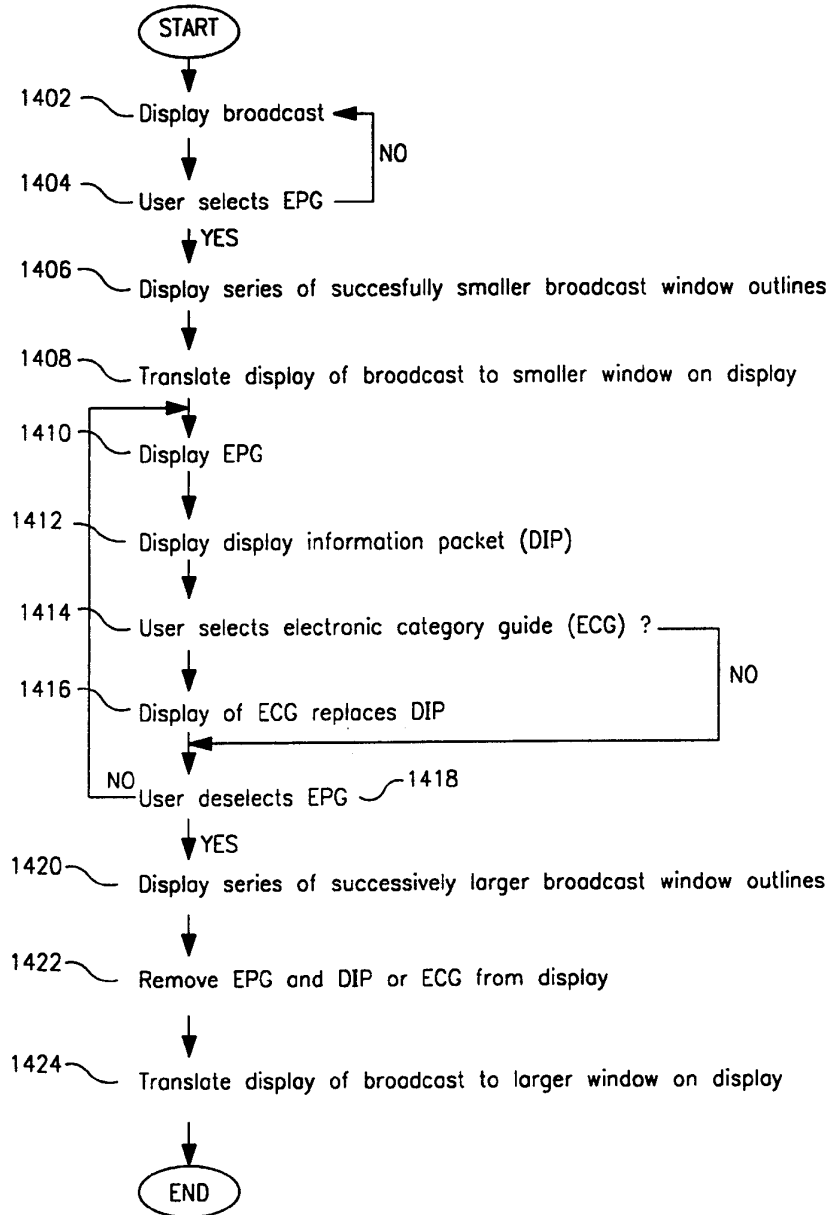 START
1402
Display broadcast
NO
1404
User selects EPG
YES
1406
Display series of succesfully smaller broadcast window outlines
1408
Translate display of broadcast to smaller window on display
1410
Display EPG
1412
Display display information packet (DIP)
1414
User selects electronic category guide (ECG) ?
NO
1416
Display of ECG replaces DIP
NO
User deselects EPG
1418
YES
1420
Display series of successively larger broadcast window outlines
1422
Remove EPG and DIP or ECG from display
1424
Translate display of broadcast to larger window on display
END